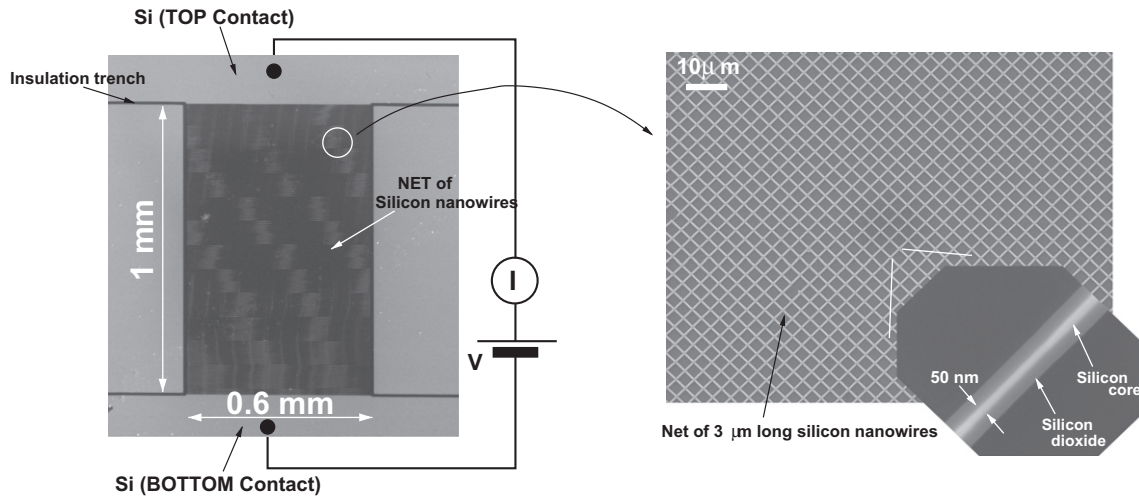 Si (TOP Contact)
Insulation trench
NET of
Silicon nanowires
1 mm
0.6 mm
I
V
Si (BOTTOM Contact)
10μ m
50 nm
Silicon
core
Silicon
dioxide
Net of 3 μm long silicon nanowires